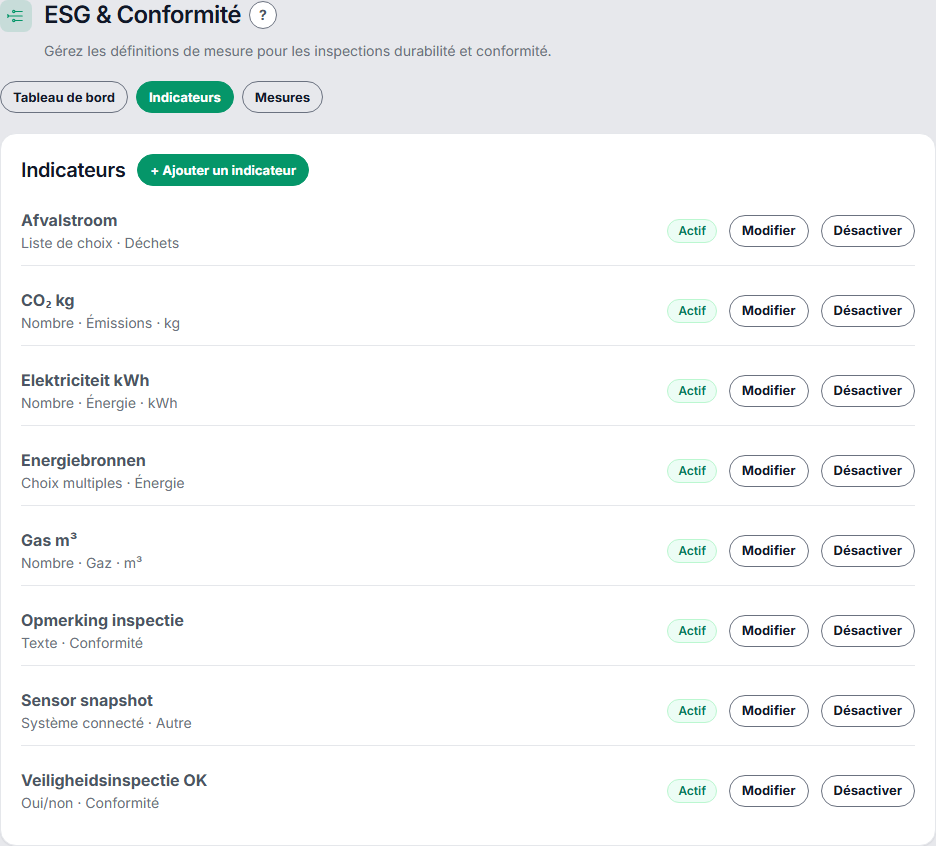 ESG & Conformité ?
Gérez les définitions de mesure pour les inspections durabilité et conformité.
Tableau de bord Indicateurs Mesures
Indicateurs + Ajouter un indicateur
Afvalstroom
Liste de choix · Déchets
Actif Modifier Désactiver
CO₂ kg
Nombre · Émissions · kg
Actif Modifier Désactiver
Elektriciteit kWh
Nombre · Énergie · kWh
Actif Modifier Désactiver
Energiebronnen
Choix multiples · Énergie
Actif Modifier Désactiver
Gas m³
Nombre · Gaz · m³
Actif Modifier Désactiver
Opmerking inspectie
Texte · Conformité
Actif Modifier Désactiver
Sensor snapshot
Système connecté · Autre
Actif Modifier Désactiver
Veiligheidsinspectie OK
Oui/non · Conformité
Actif Modifier Désactiver